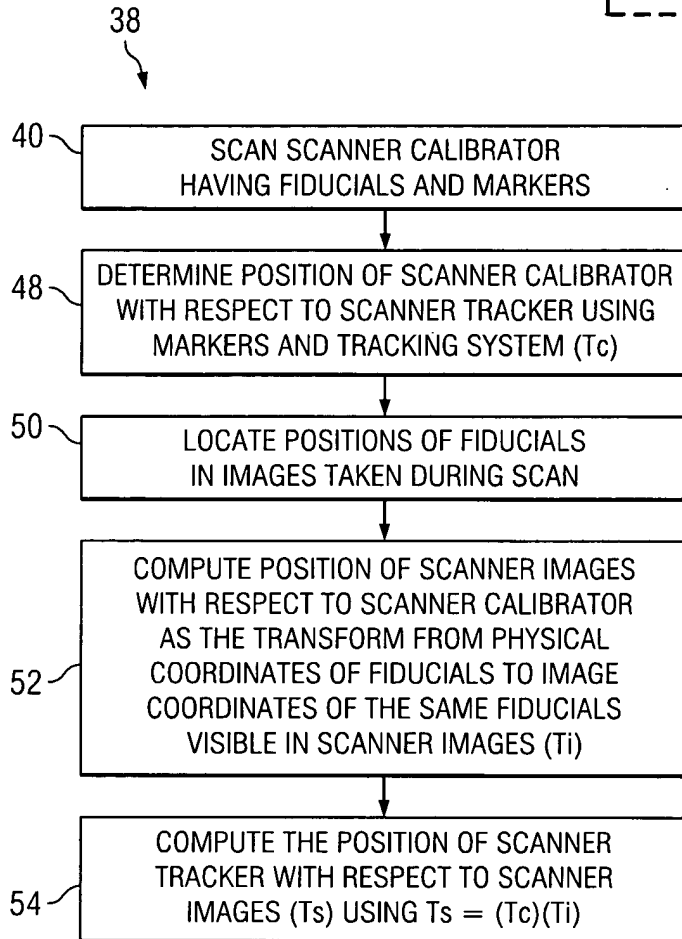 38
40
SCAN SCANNER CALIBRATOR
HAVING FIDUCIALS AND MARKERS
48
DETERMINE POSITION OF SCANNER CALIBRATOR
WITH RESPECT TO SCANNER TRACKER USING
MARKERS AND TRACKING SYSTEM (Tc)
50
LOCATE POSITIONS OF FIDUCIALS
IN IMAGES TAKEN DURING SCAN
52
COMPUTE POSITION OF SCANNER IMAGES
WITH RESPECT TO SCANNER CALIBRATOR
AS THE TRANSFORM FROM PHYSICAL
COORDINATES OF FIDUCIALS TO IMAGE
COORDINATES OF THE SAME FIDUCIALS
VISIBLE IN SCANNER IMAGES (Ti)
54
COMPUTE THE POSITION OF SCANNER
TRACKER WITH RESPECT TO SCANNER
IMAGES (Ts) USING Ts = (Tc)(Ti)